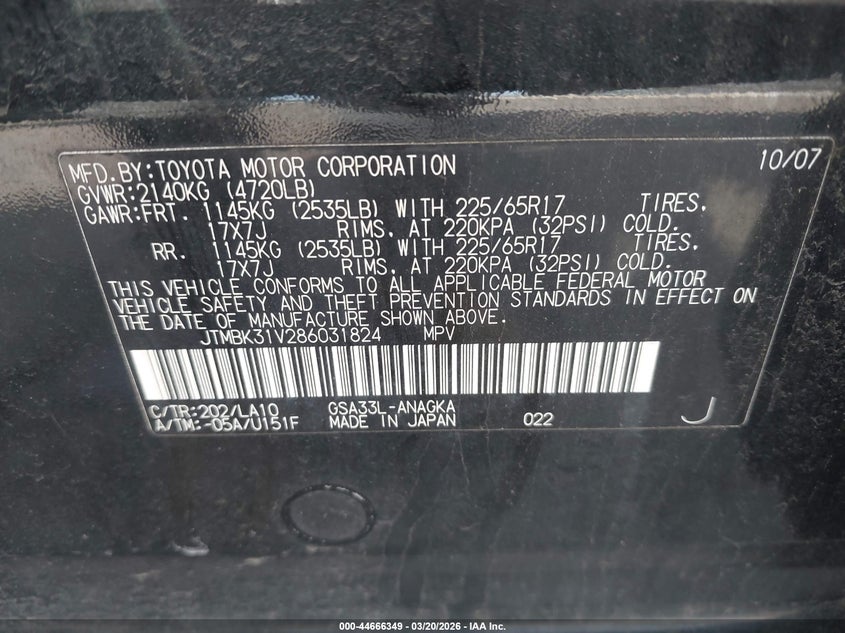 MFD. BY: TOYOTA MOTOR CORPORATION 10/07
GVWR: 2140KG (4720LB)
GAWR: FRT. 1145KG (2535LB) WITH 225/65R17 TIRES,
17X7J RIMS, AT 220KPA (32PSI) COLD.
RR. 1145KG (2535LB) WITH 225/65R17 TIRES,
17X7J RIMS, AT 220KPA (32PSI) COLD.
THIS VEHICLE CONFORMS TO ALL APPLICABLE FEDERAL MOTOR
VEHICLE SAFETY AND THEFT PREVENTION STANDARDS IN EFFECT ON
THE DATE OF MANUFACTURE SHOWN ABOVE.
JTMBK31V286031824 MPV
C/TR: 202/LA10 GSA33L-ANAGKA
A/TM: -05A/U151F MADE IN JAPAN 022 J
000-44666349 | 03/20/2026 | IAA Inc.